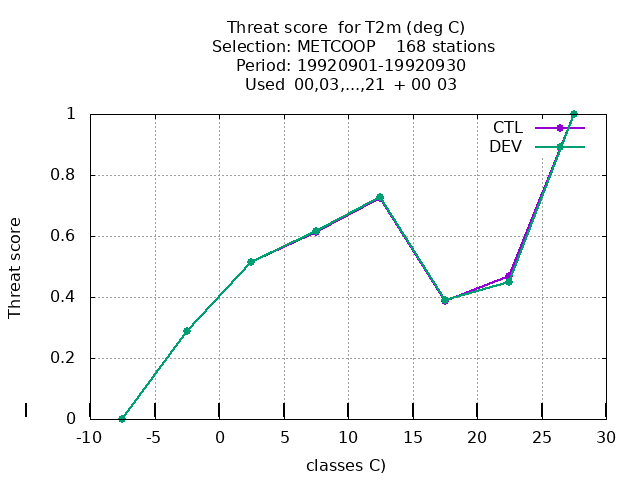 Threat score for T2m (deg C)
Selection: METCOOP 168 stations
Period: 19920901-19920930
Used 00,03,...,21 + 00 03
CTL
DEV
1
0.8
0.6
0.4
0.2
0
Threat score
-10 -5 0 5 10 15 20 25 30
classes C)